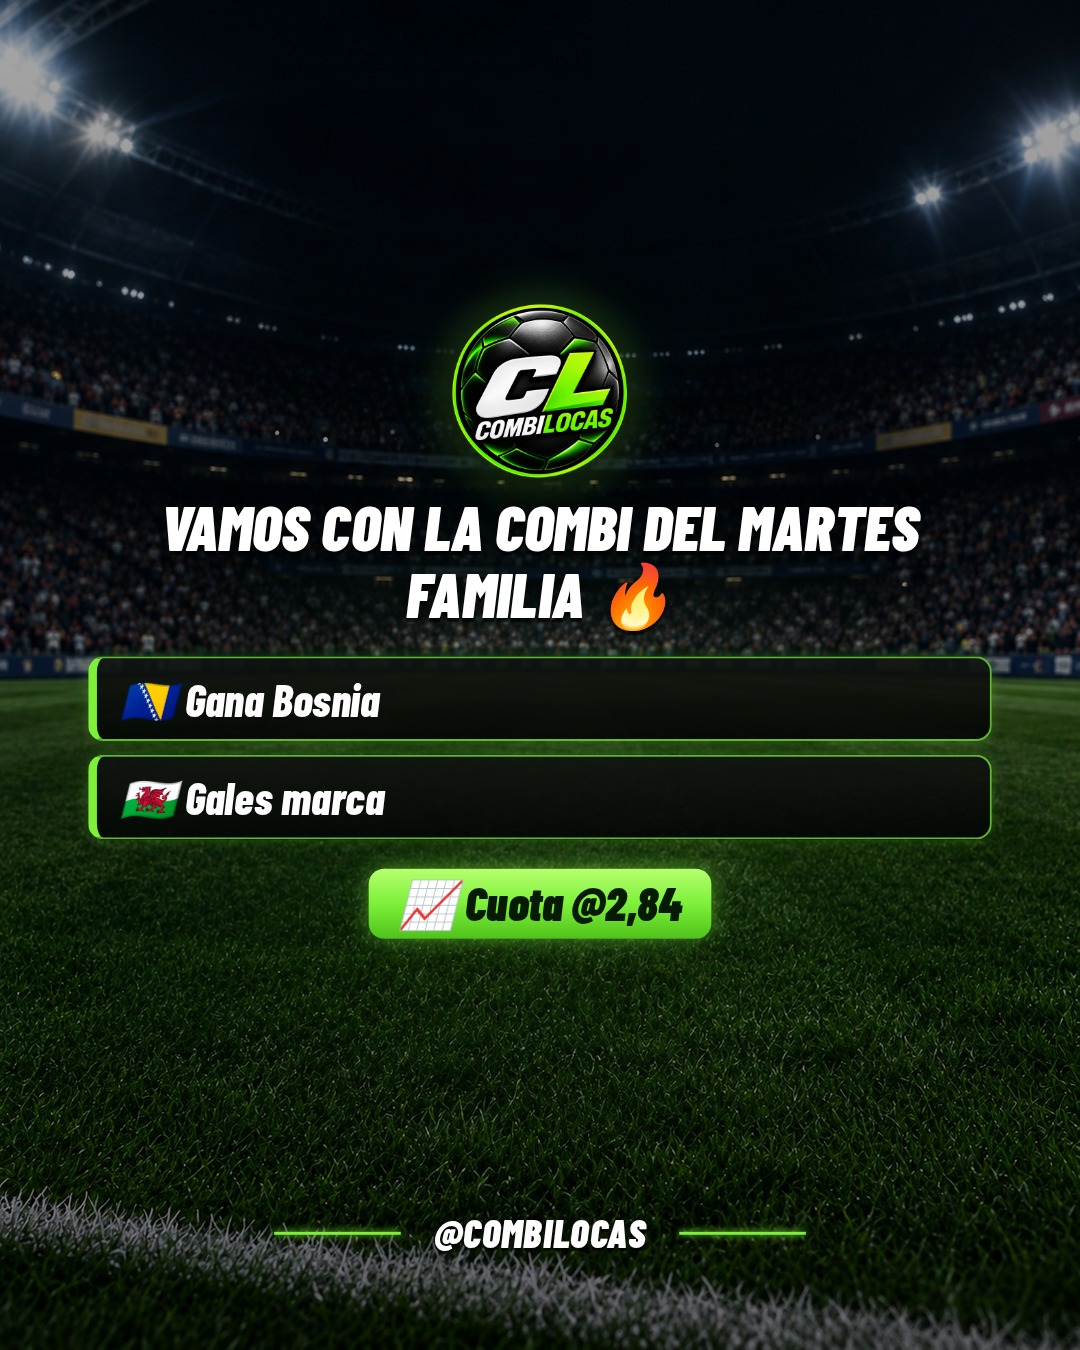 CL
COMBILOCAS
VAMOS CON LA COMBI DEL MARTES
FAMILIA 🔥
🇧🇦 Gana Bosnia
🏴󠁧󠁢󠁷󠁬󠁳󠁿 Gales marca
📈 Cuota @2,84
@COMBILOCAS